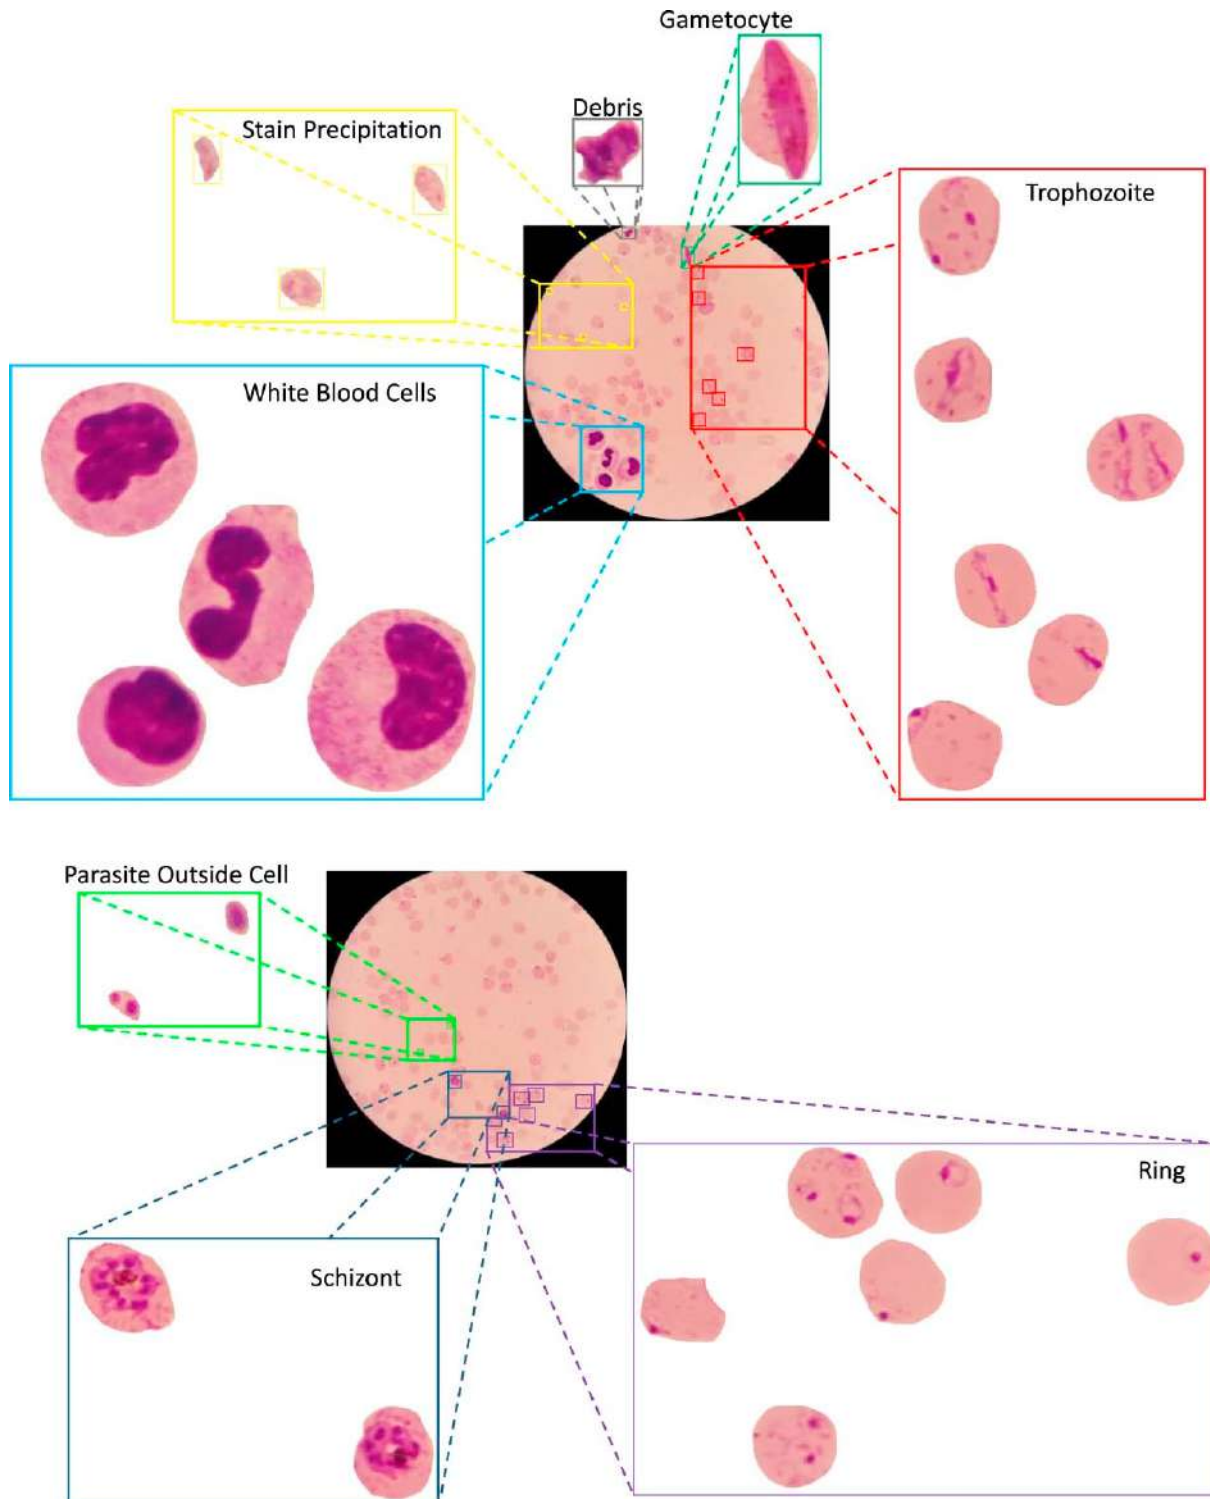 Gametocyte
Debris
Stain Precipitation
Trophozoite
White Blood Cells
Parasite Outside Cell
Ring
Schizont